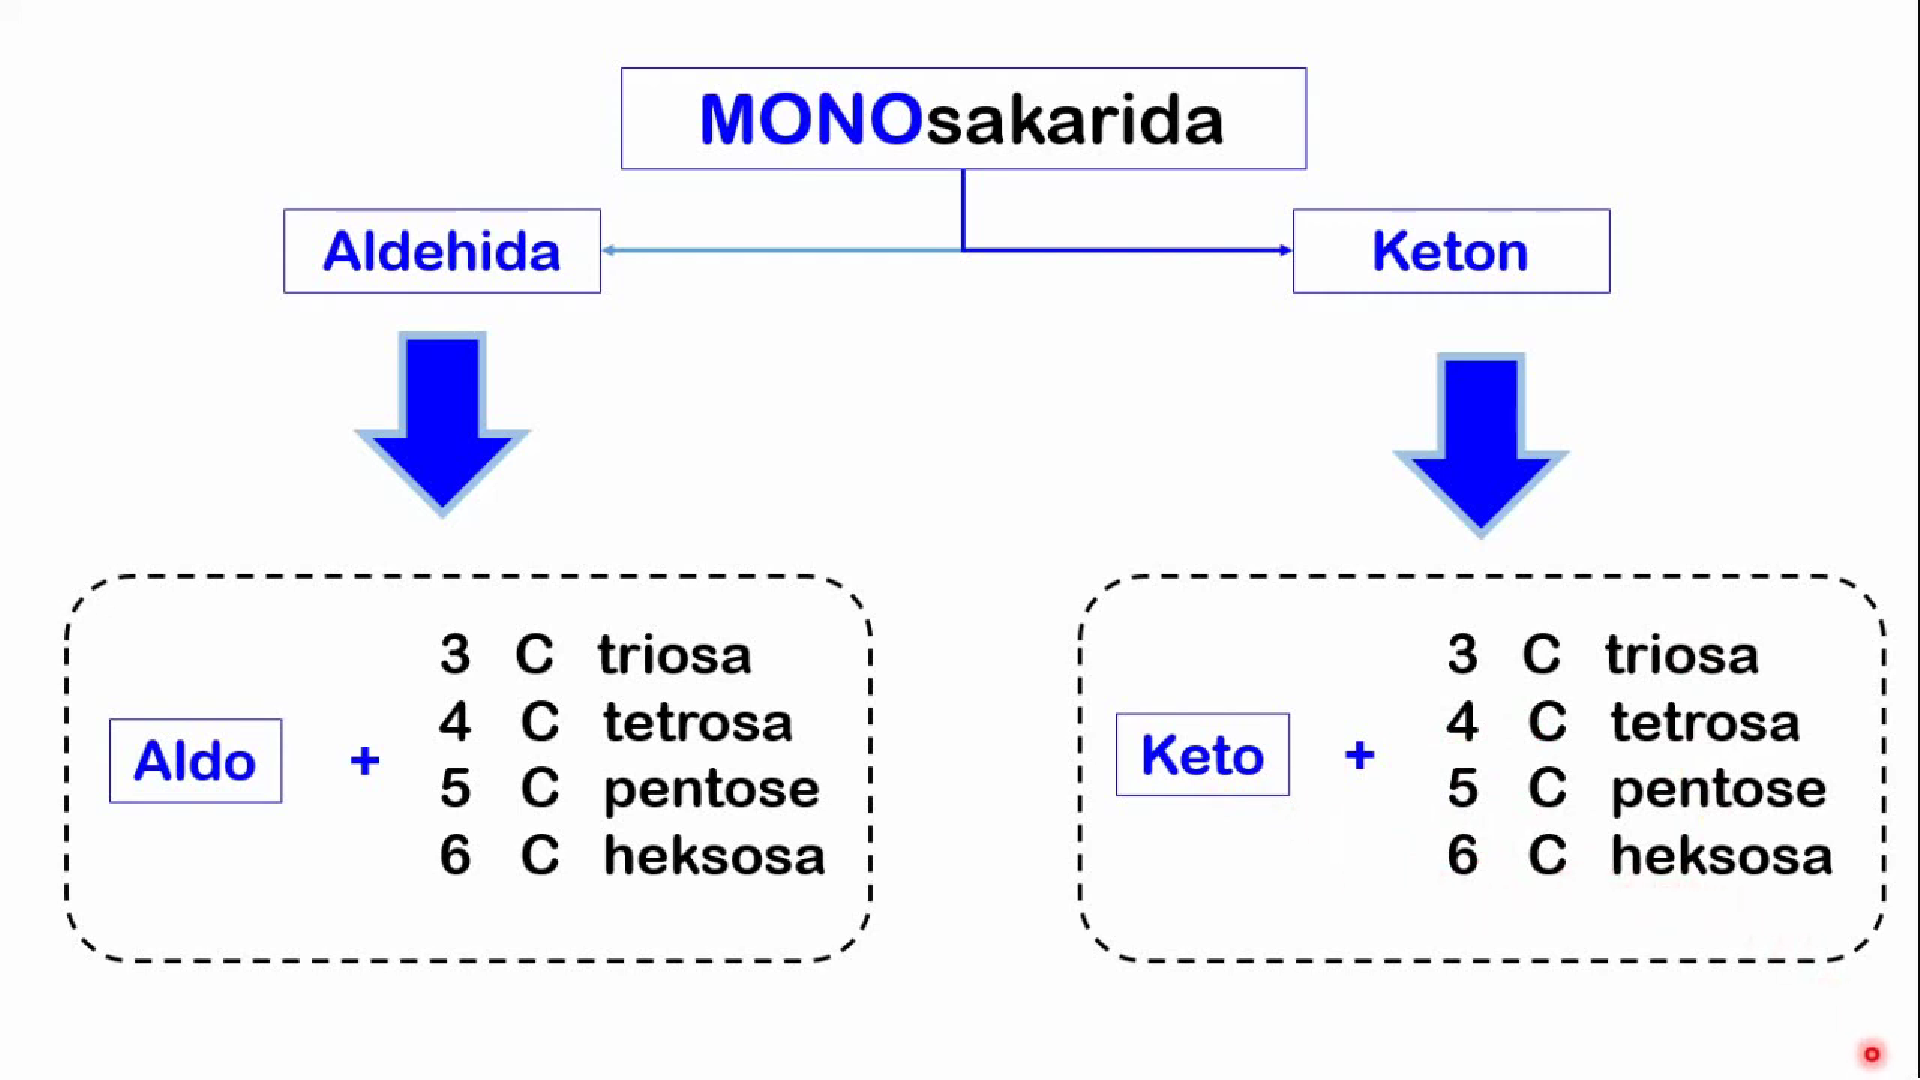 MONOsakarida
Aldehida
Keton
Aldo
+
3 C triosa
4 C tetrosa
5 C pentose
6 C heksosa
Keto
+
3 C triosa
4 C tetrosa
5 C pentose
6 C heksosa